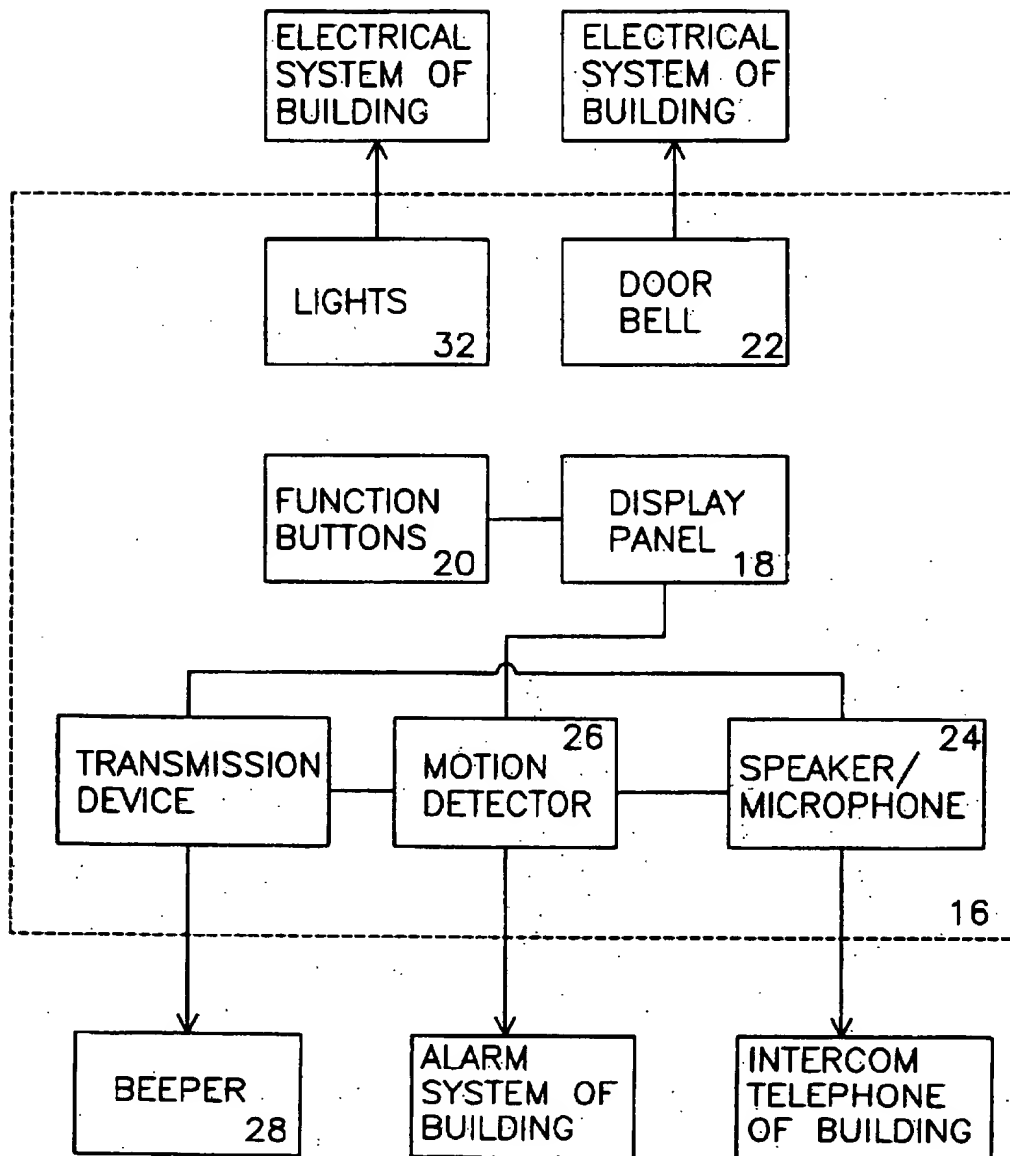 ELECTRICAL
SYSTEM OF
BUILDING
ELECTRICAL
SYSTEM OF
BUILDING
LIGHTS
32
DOOR
BELL
22
FUNCTION
BUTTONS
20
DISPLAY
PANEL
18
TRANSMISSION
DEVICE
26
MOTION
DETECTOR
24
SPEAKER/
MICROPHONE
16
BEEPER
28
ALARM
SYSTEM OF
BUILDING
INTERCOM
TELEPHONE
OF BUILDING